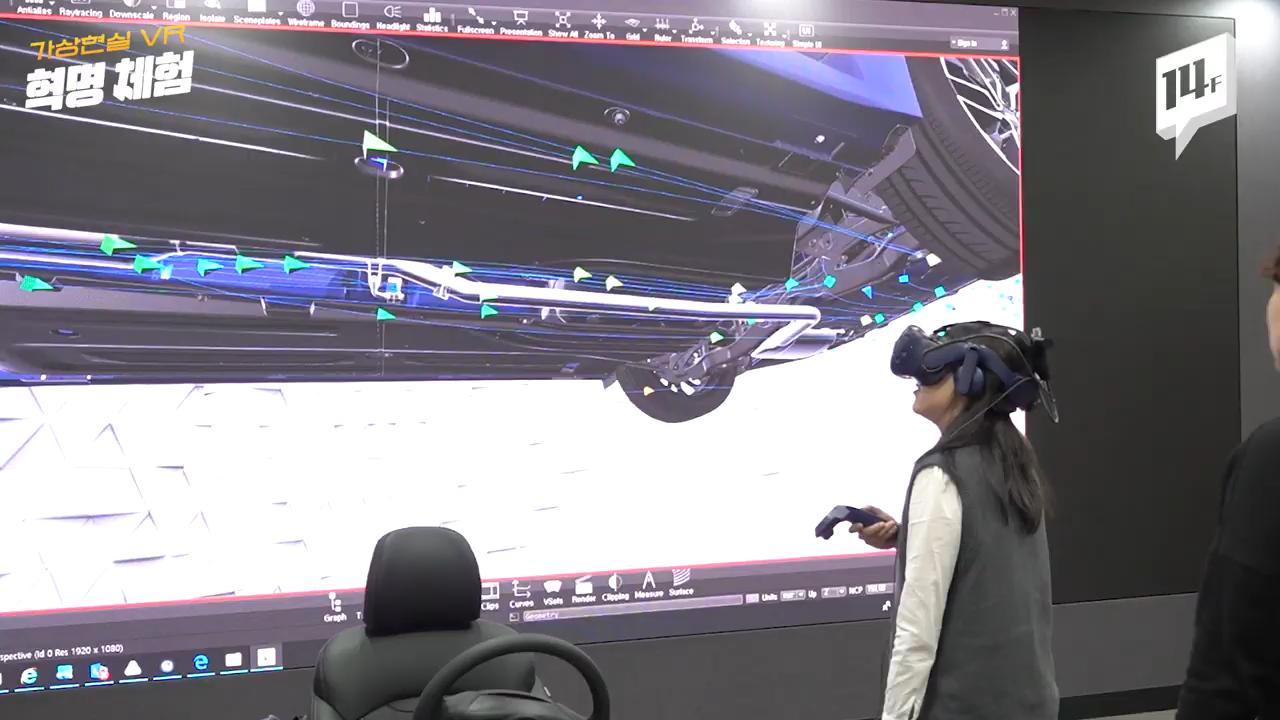 Antialias Raytracing Downscale Region Isolate Sceneplates Wireframe Boundings Headlight Statistics Fullscreen Presentation Show All Zoom To Grid Ruler Transform Selection Texturing Simple UI
Sign In
가상현실 VR
혁명 체험
14F
Graph
Clips Curves VSets Render Clipping Measure Surface
Geometry
Units
Up Z
NCP
spective (Id 0 Res 1920 x 1080)